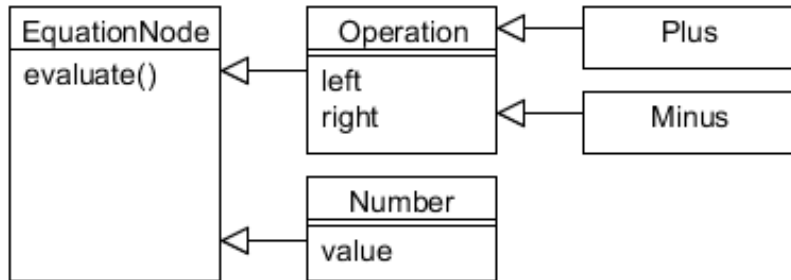 EquationNode
evaluate()
Operation
left
right
Plus
Minus
Number
value